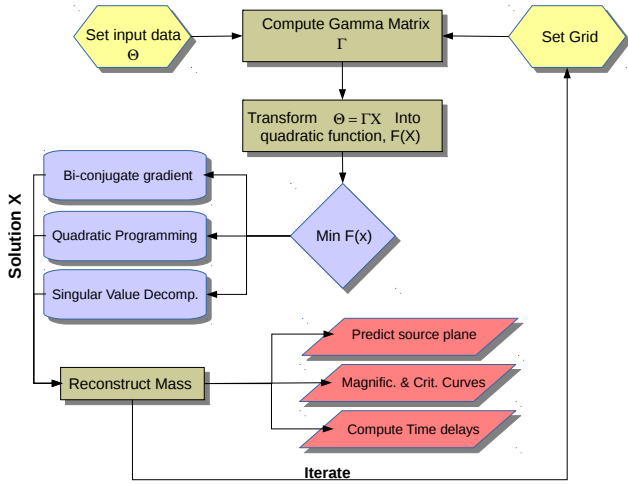 Set input data
Θ
Compute Gamma Matrix
Γ
Set Grid
Transform Θ = ΓX Into
quadratic function, F(X)
Bi-conjugate gradient
Quadratic Programming
Singular Value Decomp.
Min F(x)
Solution X
Predict source plane
Reconstruct Mass
Magnific. & Crit. Curves
Compute Time delays
Iterate